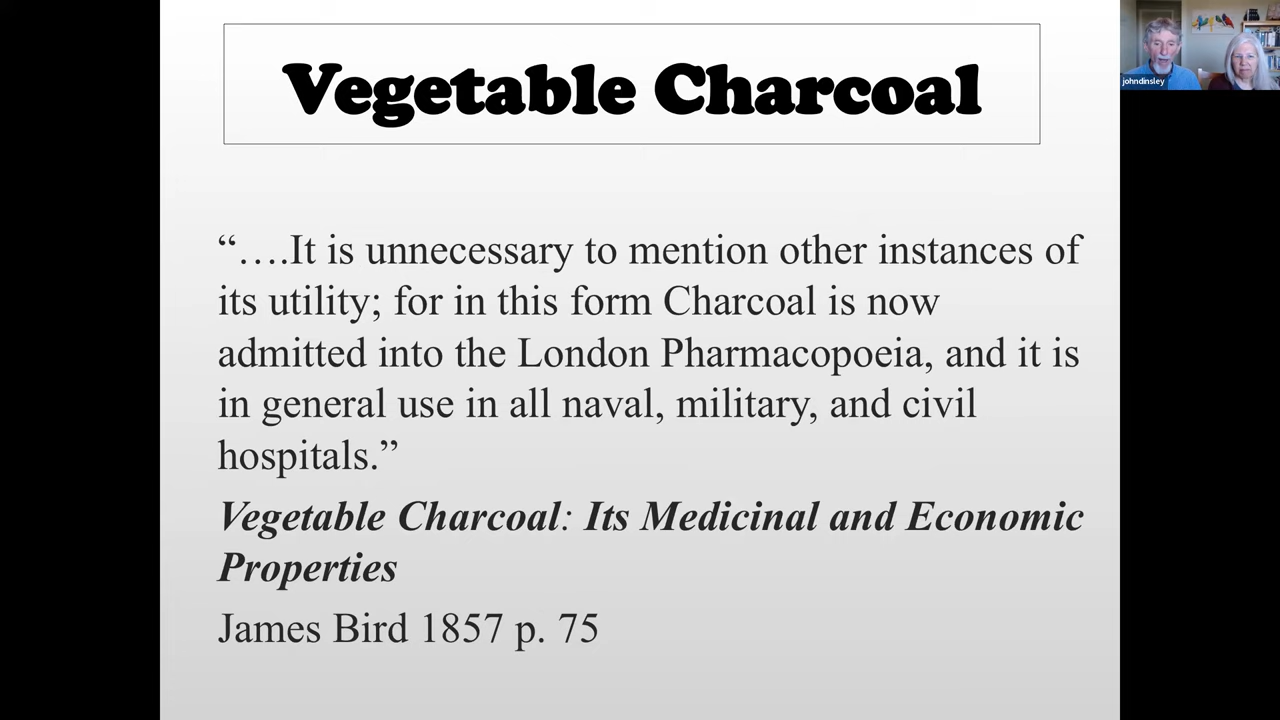 Vegetable Charcoal
johndinsley
“….It is unnecessary to mention other instances of
its utility; for in this form Charcoal is now
admitted into the London Pharmacopoeia, and it is
in general use in all naval, military, and civil
hospitals.”
Vegetable Charcoal: Its Medicinal and Economic
Properties
James Bird 1857 p. 75